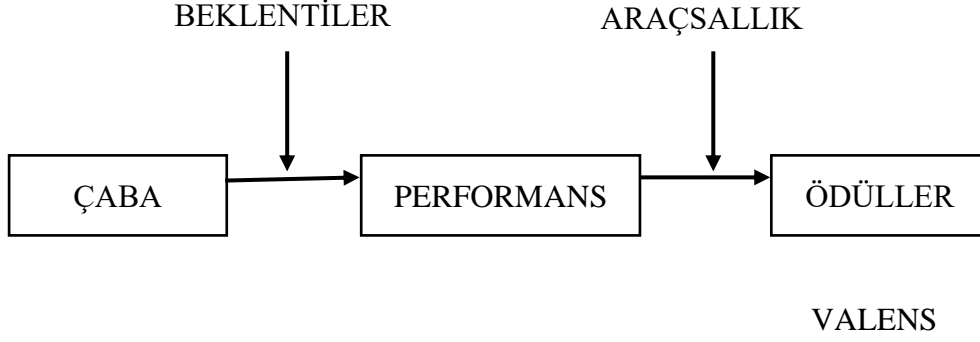 BEKLENTİLER
ARAÇSALLIK
ÇABA
PERFORMANS
ÖDÜLLER
VALENS